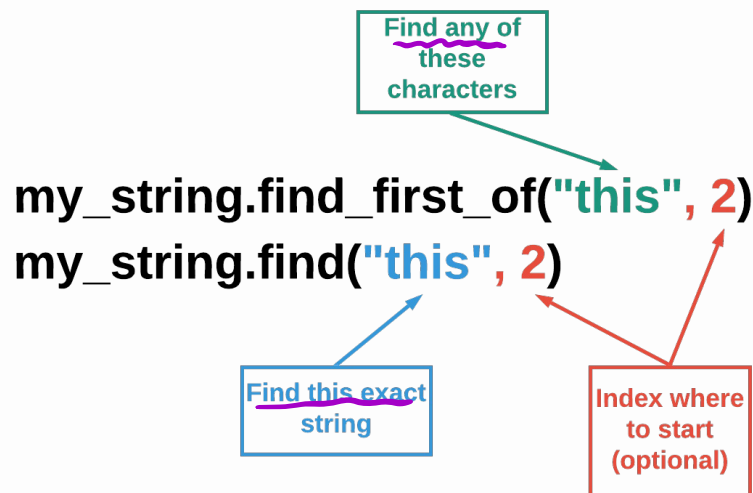 Find any of
these
characters
my_string.find_first_of("this", 2)
my_string.find("this", 2)
Find this exact
string
Index where
to start
(optional)